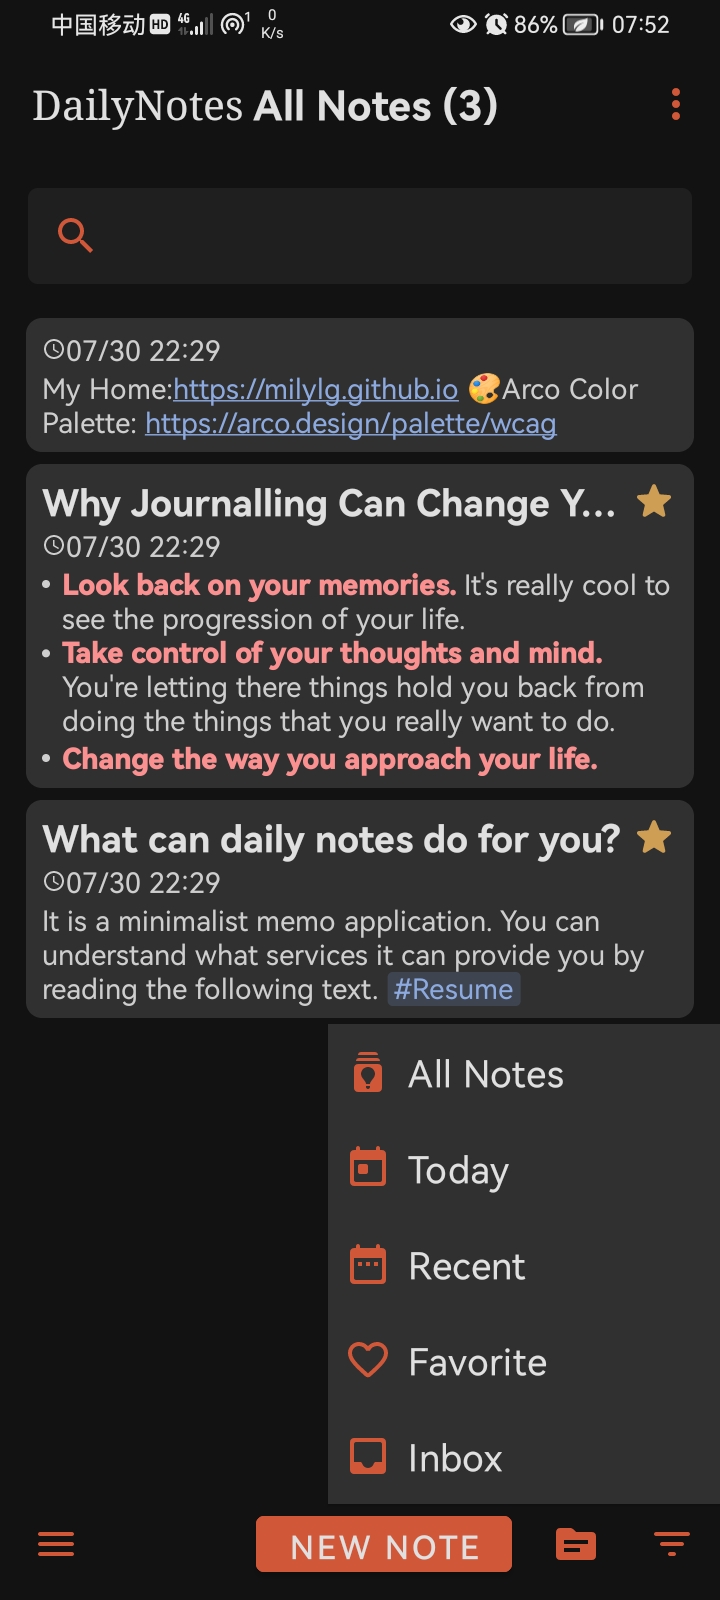 中国移动 HD 4G 1 0 K/s 86% 07:52
DailyNotes All Notes (3)
07/30 22:29
My Home:https://milylg.github.io 🎨Arco Color
Palette: https://arco.design/palette/wcag
Why Journalling Can Change Y...
07/30 22:29
• Look back on your memories. It's really cool to
see the progression of your life.
• Take control of your thoughts and mind.
You're letting there things hold you back from
doing the things that you really want to do.
• Change the way you approach your life.
What can daily notes do for you?
07/30 22:29
It is a minimalist memo application. You can
understand what services it can provide you by
reading the following text. #Resume
All Notes
Today
Recent
Favorite
Inbox
NEW NOTE